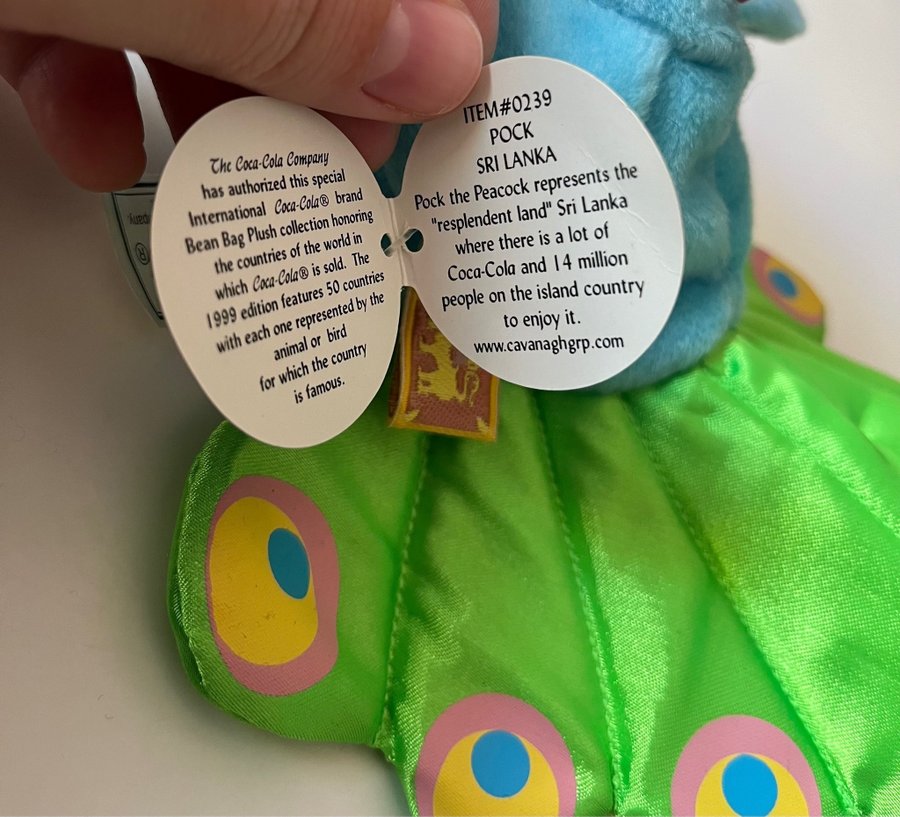 The Coca-Cola Company
has authorized this special
International Coca-Cola® brand
Bean Bag Plush collection honoring
the countries of the world in
which Coca-Cola® is sold. The
1999 edition features 50 countries
with each one represented by the
animal or bird
for which the country
is famous.
ITEM#0239
POCK
SRI LANKA
Pock the Peacock represents the
"resplendent land" Sri Lanka
where there is a lot of
Coca-Cola and 14 million
people on the island country
to enjoy it.
www.cavanaghgrp.com
®